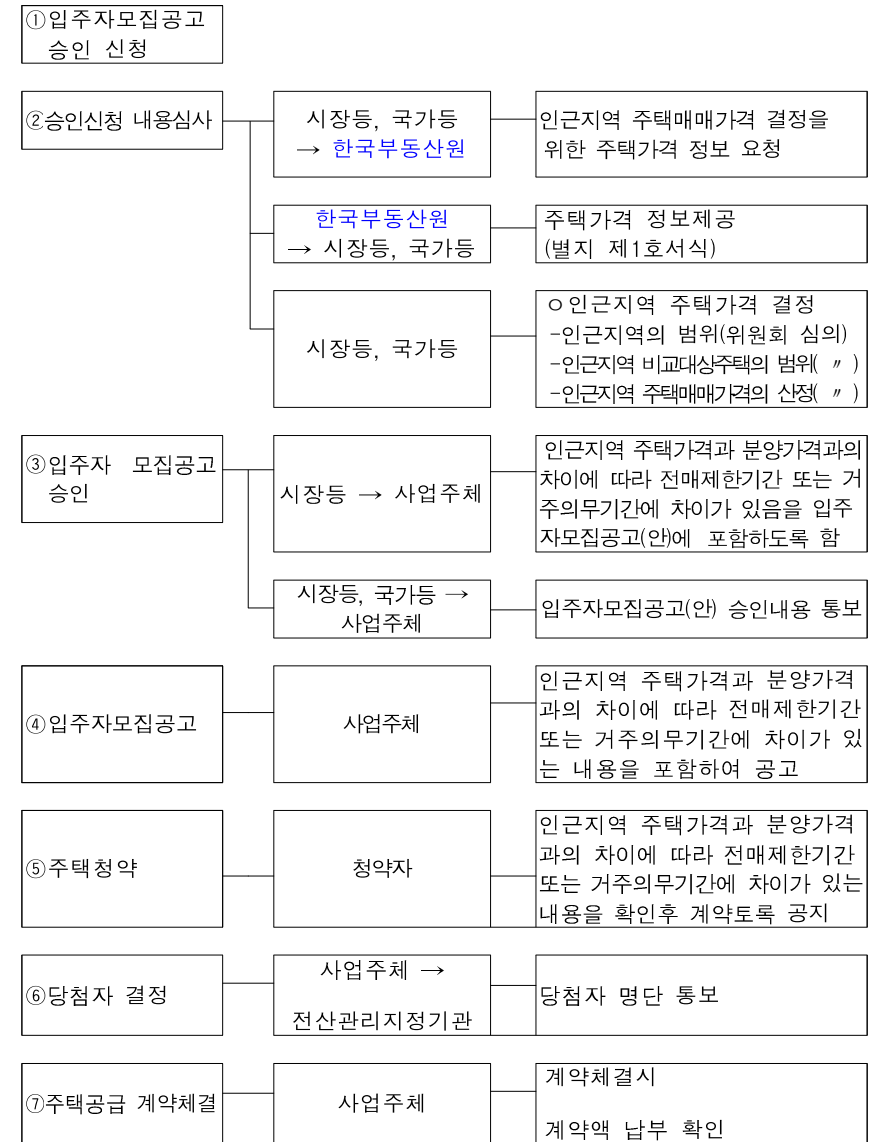 ①입주자모집공고
승인 신청
②승인신청 내용심사
시장등, 국가등
→ 한국부동산원
인근지역 주택매매가격 결정을
위한 주택가격 정보 요청
한국부동산원
→ 시장등, 국가등
주택가격 정보제공
(별지 제1호서식)
시장등, 국가등
ㅇ인근지역 주택가격 결정
-인근지역의 범위(위원회 심의)
-인근지역 비교대상주택의 범위( 〃 )
-인근지역 주택매매가격의 산정( 〃 )
③입주자 모집공고
승인
시장등 → 사업주체
인근지역 주택가격과 분양가격과의
차이에 따라 전매제한기간 또는 거
주의무기간에 차이가 있음을 입주
자모집공고(안)에 포함하도록 함
시장등, 국가등 →
사업주체
입주자모집공고(안) 승인내용 통보
④입주자모집공고
사업주체
인근지역 주택가격과 분양가격
과의 차이에 따라 전매제한기간
또는 거주의무기간에 차이가 있
는 내용을 포함하여 공고
⑤주택청약
청약자
인근지역 주택가격과 분양가격
과의 차이에 따라 전매제한기간
또는 거주의무기간에 차이가 있는
내용을 확인후 계약토록 공지
⑥당첨자 결정
사업주체 →
전산관리지정기관
당첨자 명단 통보
⑦주택공급 계약체결
사업주체
계약체결시
계약액 납부 확인